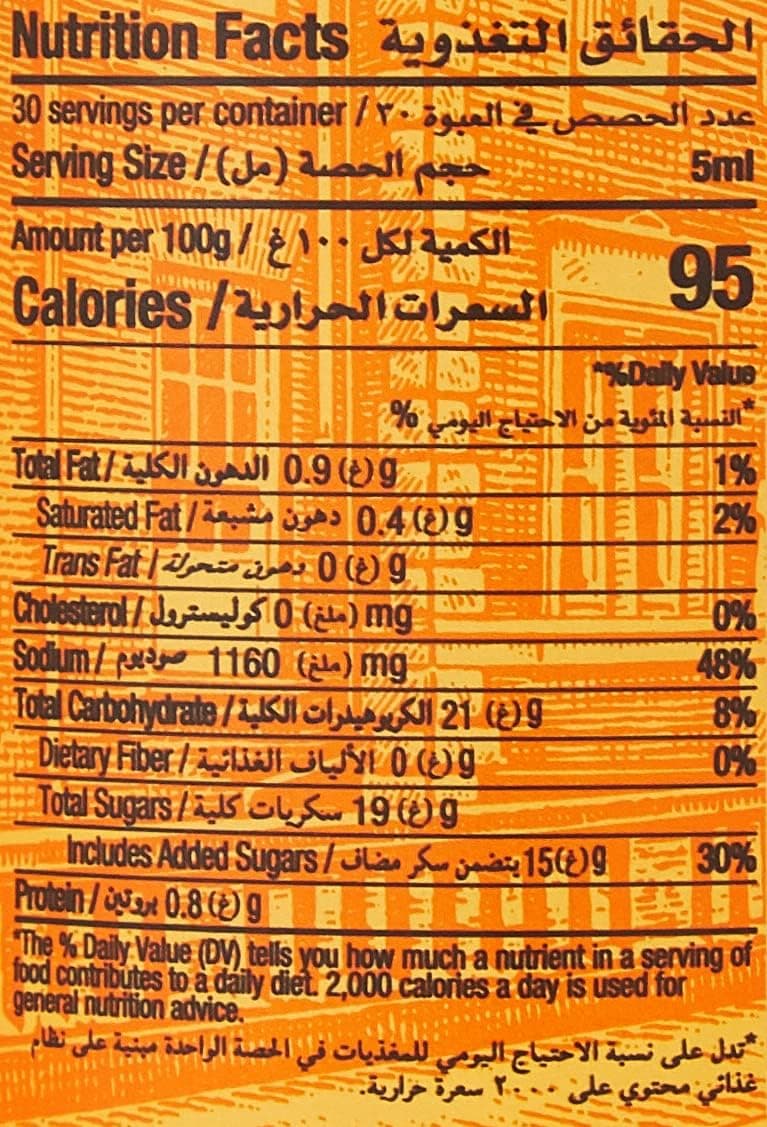 Nutrition Facts الحقائق التغذوية
30 servings per container / عدد الحصص في العبوة ٣٠
Serving Size / حجم الحصة (مل) 5ml
Amount per 100g / الكمية لكل ١٠٠ غ
Calories / السعرات الحرارية 95
*%Daily Value
*النسبة المئوية من الاحتياج اليومي %
Total Fat / الدهون الكلية 0.9 (غ) g 1%
Saturated Fat / دهون مشبعة 0.4 (غ) g 2%
Trans Fat / دهون متحولة 0 (غ) g
Cholesterol / كوليسترول 0 (ملغ) mg 0%
Sodium / صوديوم 1160 (ملغ) mg 48%
Total Carbohydrate / الكربوهيدرات الكلية 21 (غ) g 8%
Dietary Fiber / الألياف الغذائية 0 (غ) g 0%
Total Sugars / سكريات كلية 19 (غ) g
Includes Added Sugars / يتضمن سكر مضاف 15 (غ) g 30%
Protein / بروتين 0.8 (غ) g
*The % Daily Value (DV) tells you how much a nutrient in a serving of
food contributes to a daily diet. 2,000 calories a day is used for
general nutrition advice.
*تدل على نسبة الاحتياج اليومي للمغذيات في الحصة الواحدة مبنية على نظام
غذائي محتوي على ٢٠٠٠ سعرة حرارية.